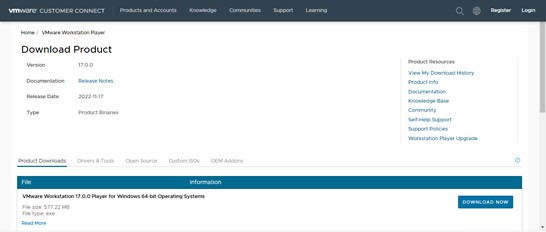 vmware CUSTOMER CONNECT Products and Accounts Knowledge Communities Support Learning Register Login
Home / VMware Workstation Player
Download Product
Version 17.0.0
Documentation Release Notes
Release Date 2022-11-17
Type Product Binaries
Product Resources
View My Download History
Product Info
Documentation
Knowledge Base
Community
Self-Help Support
Support Policies
Workstation Player Upgrade
Product Downloads Drivers & Tools Open Source Custom ISOs OEM Addons
File Information
VMware Workstation 17.0.0 Player for Windows 64-bit Operating Systems
File size: 577.22 MB
File type: exe
Read More
DOWNLOAD NOW